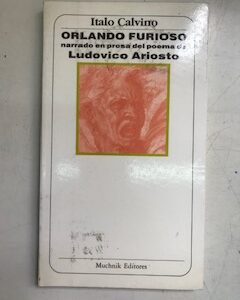 Italo Calvino
ORLANDO FURIOSO
narrado en prosa del poema de
Ludovico Ariosto
Muchnik Editores